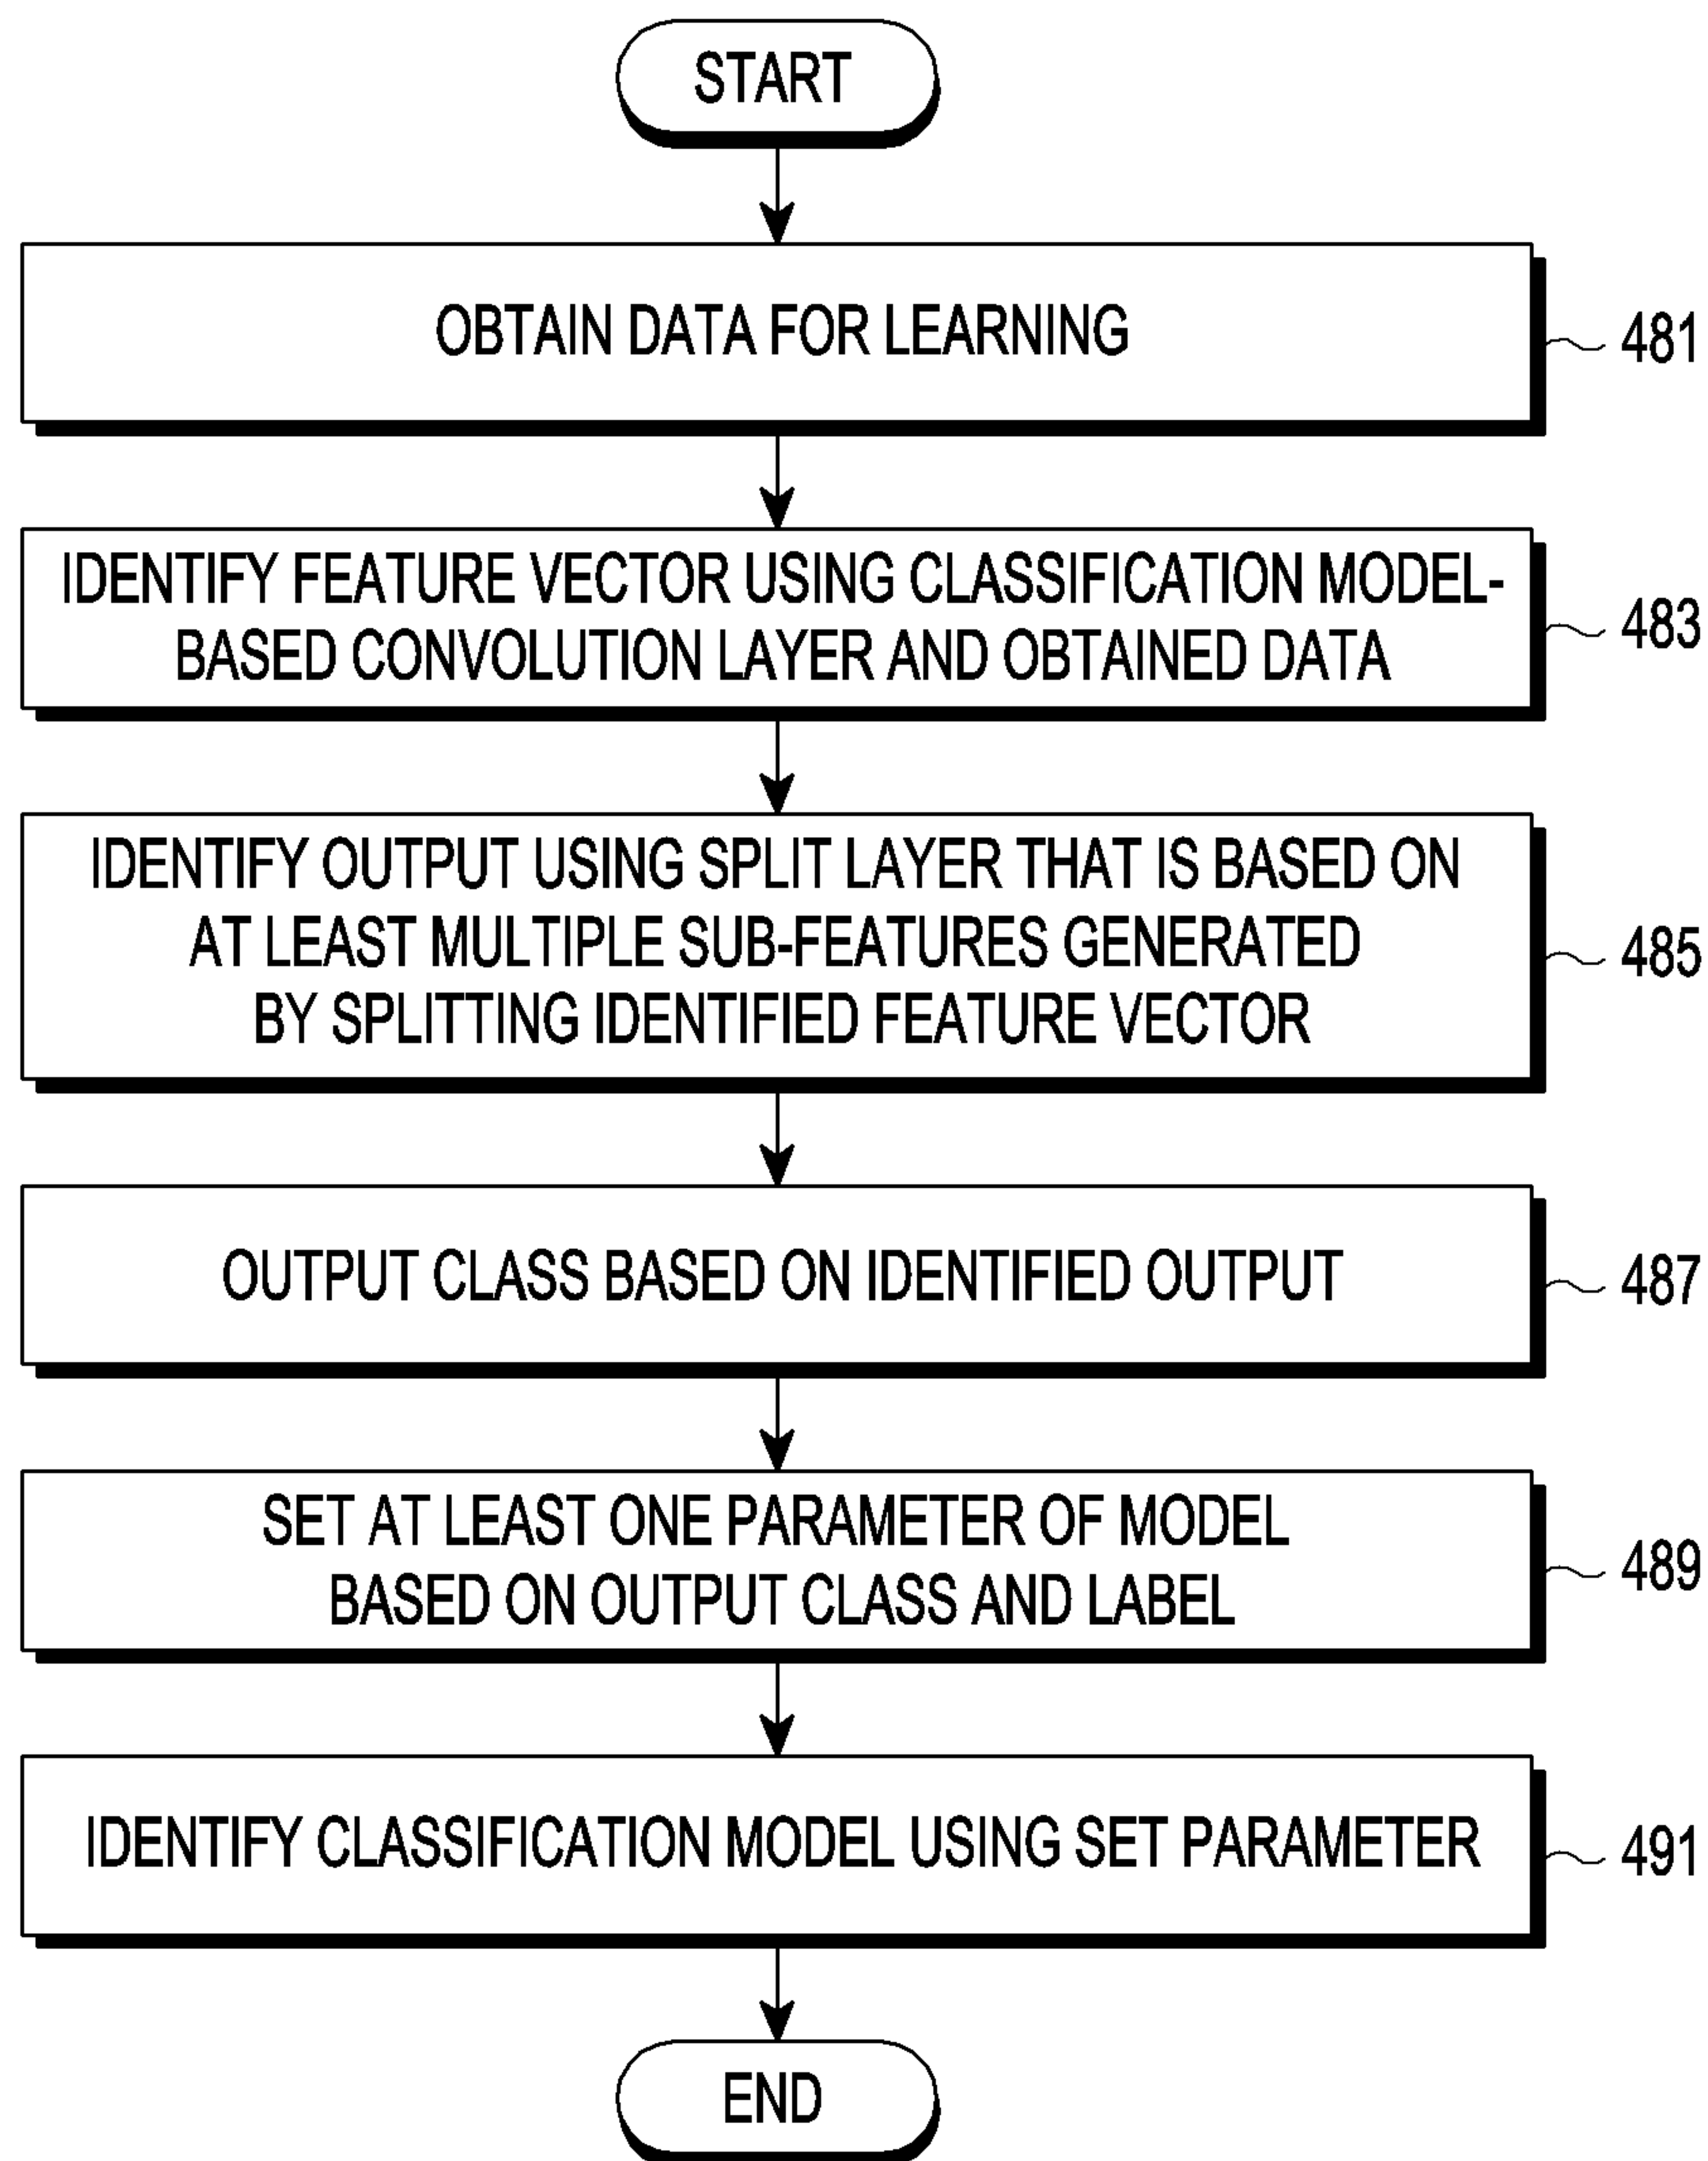 START
OBTAIN DATA FOR LEARNING
481
IDENTIFY FEATURE VECTOR USING CLASSIFICATION MODEL-
BASED CONVOLUTION LAYER AND OBTAINED DATA
483
IDENTIFY OUTPUT USING SPLIT LAYER THAT IS BASED ON
AT LEAST MULTIPLE SUB-FEATURES GENERATED
BY SPLITTING IDENTIFIED FEATURE VECTOR
485
OUTPUT CLASS BASED ON IDENTIFIED OUTPUT
487
SET AT LEAST ONE PARAMETER OF MODEL
BASED ON OUTPUT CLASS AND LABEL
489
IDENTIFY CLASSIFICATION MODEL USING SET PARAMETER
491
END